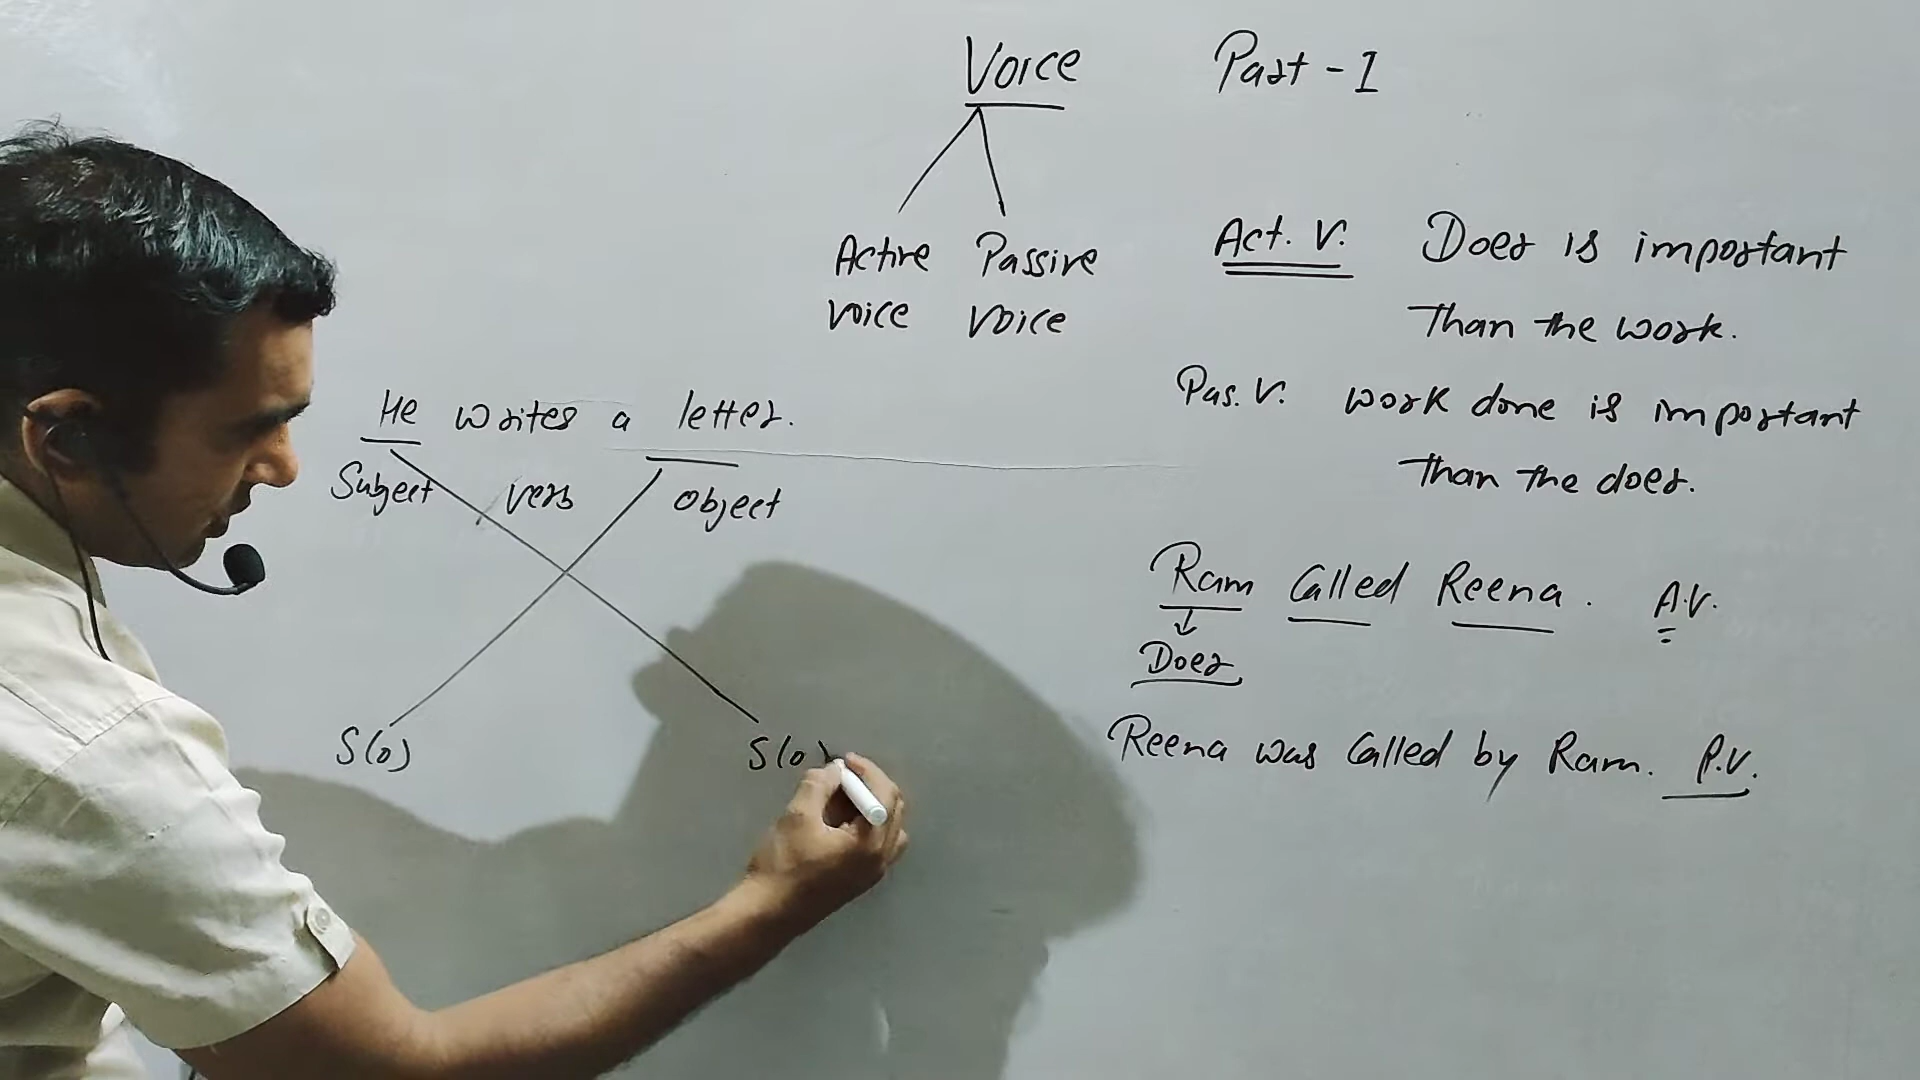 Voice Part - I
Active Passive
voice Voice
Act. V. Doer is important
Than the work.
Pas. V. work done is important
Than the doer.
He writes a letter.
Subject verb object
S(o) S(o)
Ram Called Reena. A.V.
Doer
Reena was Called by Ram. P.V.